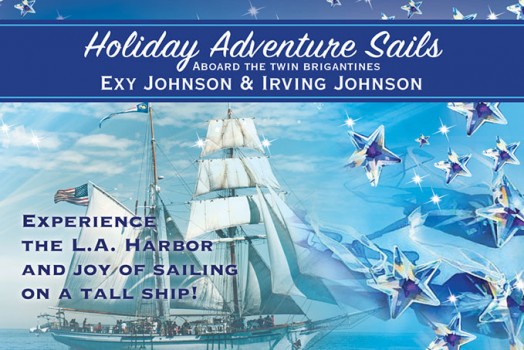 Holiday Adventure Sails
Aboard the twin brigantines
Exy Johnson & Irving Johnson
Experience
the L.A. Harbor
and joy of sailing
on a tall ship!